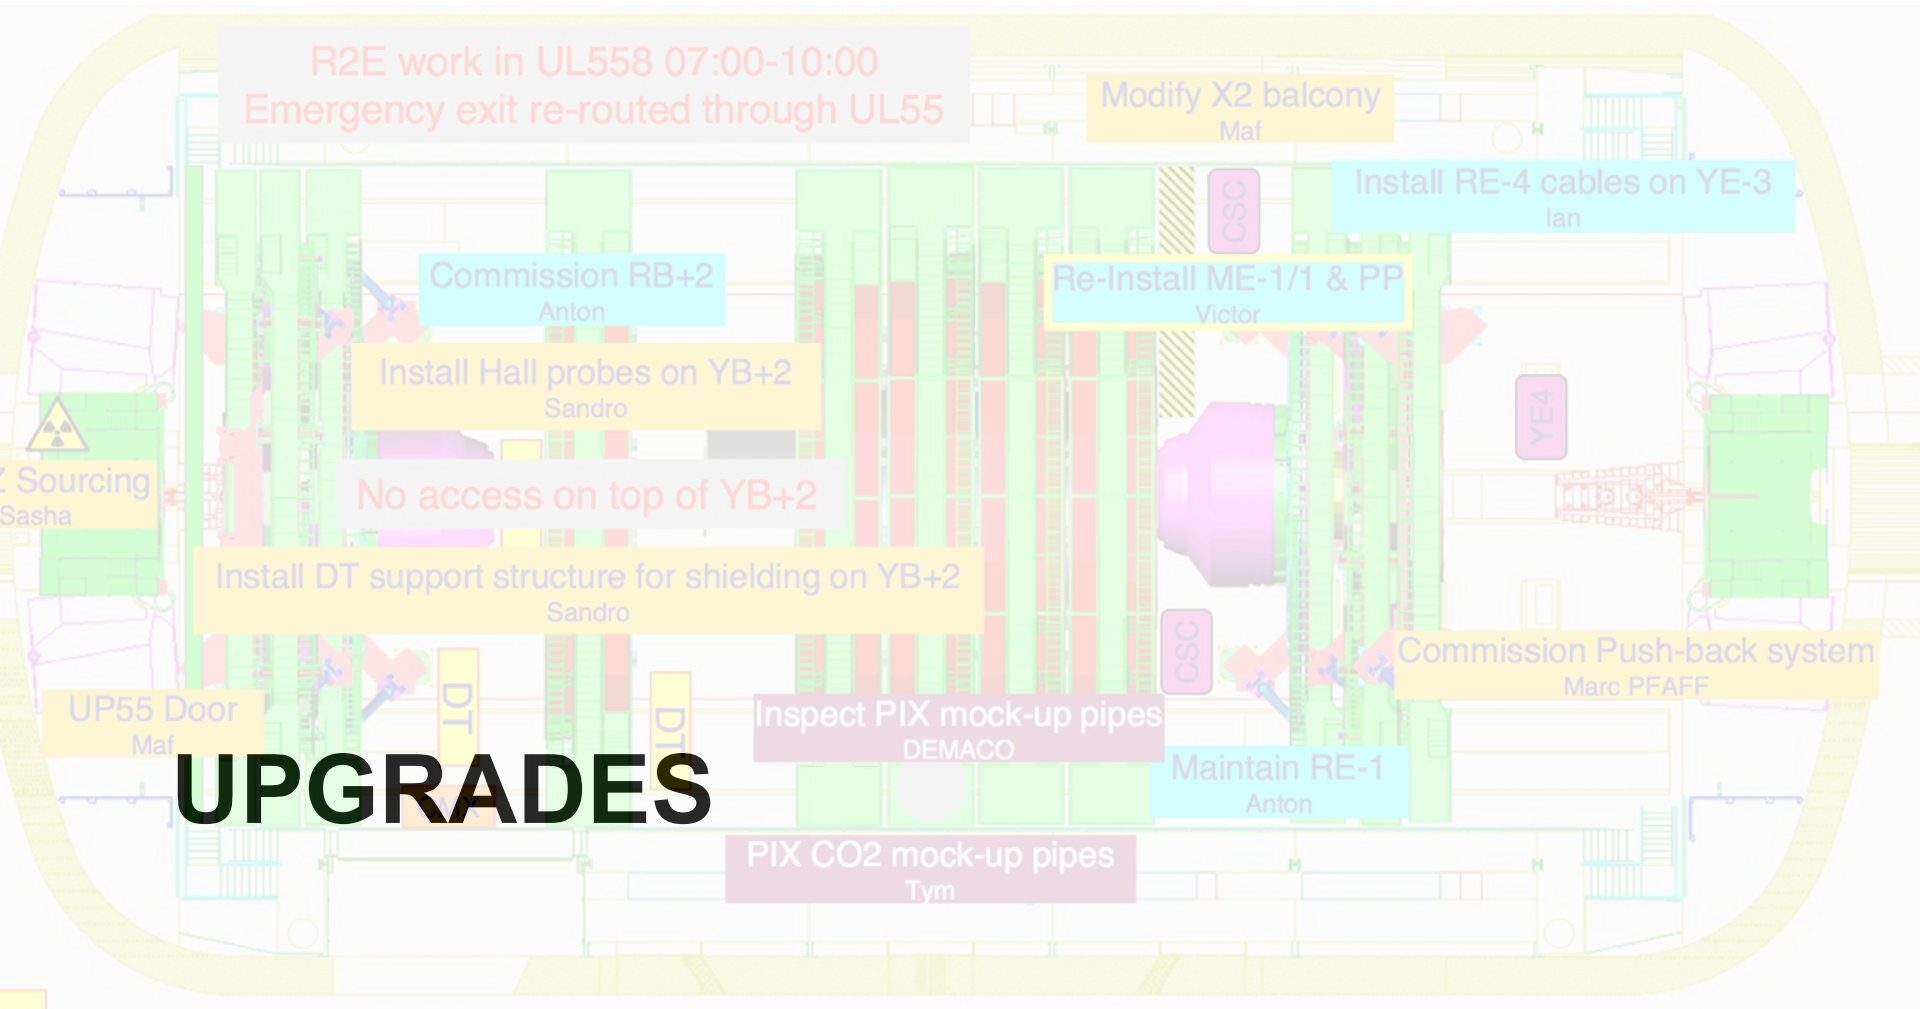 R2E work in UL558 07:00-10:00
Emergency exit re-routed through UL55
Modify X2 balcony
Maf
CSC
Install RE-4 cables on YE-3
Ian
Commission RB+2
Anton
Re-Install ME-1/1 & PP
Victor
Install Hall probes on YB+2
Sandro
YE4
Z Sourcing
Sasha
No access on top of YB+2
Install DT support structure for shielding on YB+2
Sandro
CSC
Commission Push-back system
Marc PFAFF
UP55 Door
Maf
DT
DT
Inspect PIX mock-up pipes
DEMACO
Maintain RE-1
Anton
UPGRADES
PIX CO2 mock-up pipes
Tym